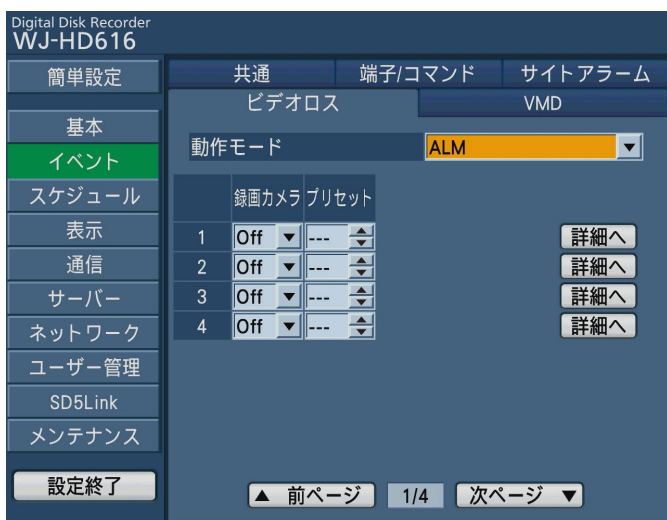 Digital Disk Recorder
WJ-HD616
簡単設定
基本
イベント
スケジュール
表示
通信
サーバー
ネットワーク
ユーザー管理
SD5Link
メンテナンス
設定終了
共通 端子/コマンド サイトアラーム
ビデオロス VMD
動作モード ALM
録画カメラ プリセット
1 Off --- 詳細へ
2 Off --- 詳細へ
3 Off --- 詳細へ
4 Off --- 詳細へ
▲ 前ページ 1/4 次ページ ▼